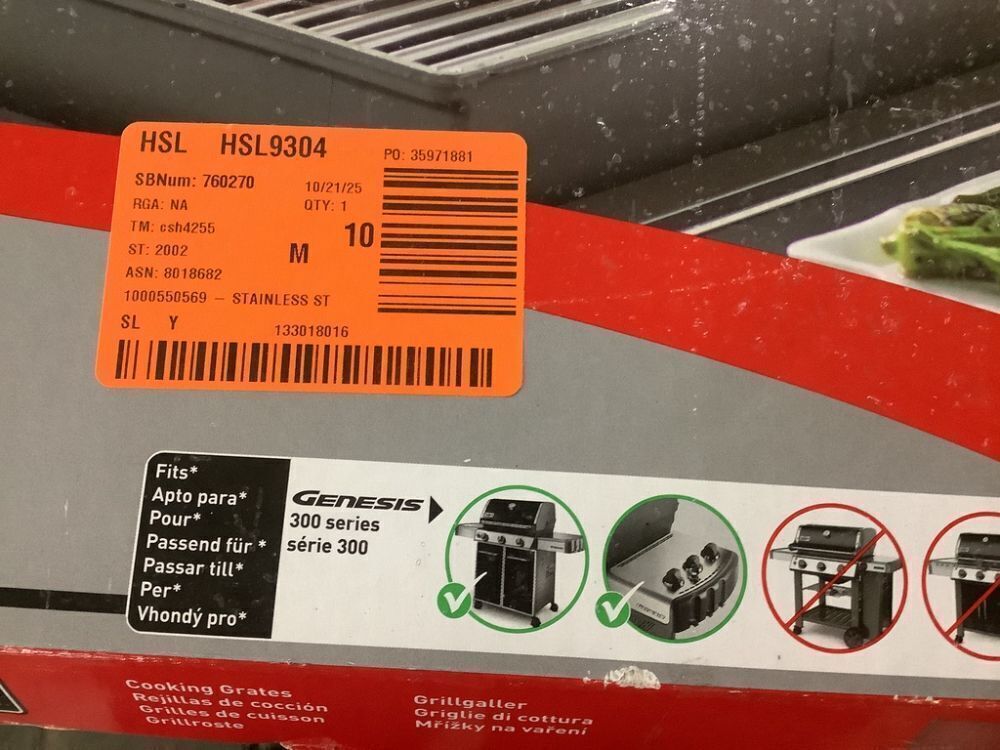 HSL HSL9304
PO: 35971881
SBNum: 760270
10/21/25
RGA: NA
QTY: 1
TM: csh4255
10
ST: 2002
M
ASN: 8018682
1000550569 – STAINLESS ST
SL Y
133018016
Fits*
Apto para*
Pour*
Passend für *
Passar till*
Per*
Vhondý pro*
GENESIS
300 series
série 300
Cooking Grates
Rejillas de cocción
Grilles de cuisson
Grillroste
Grillgaller
Griglie di cottura
Mřížky na vaření